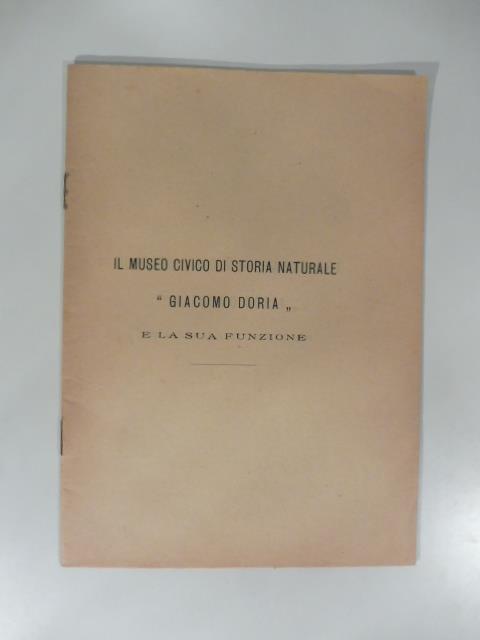 IL MUSEO CIVICO DI STORIA NATURALE
“ GIACOMO DORIA „
E LA SUA FUNZIONE